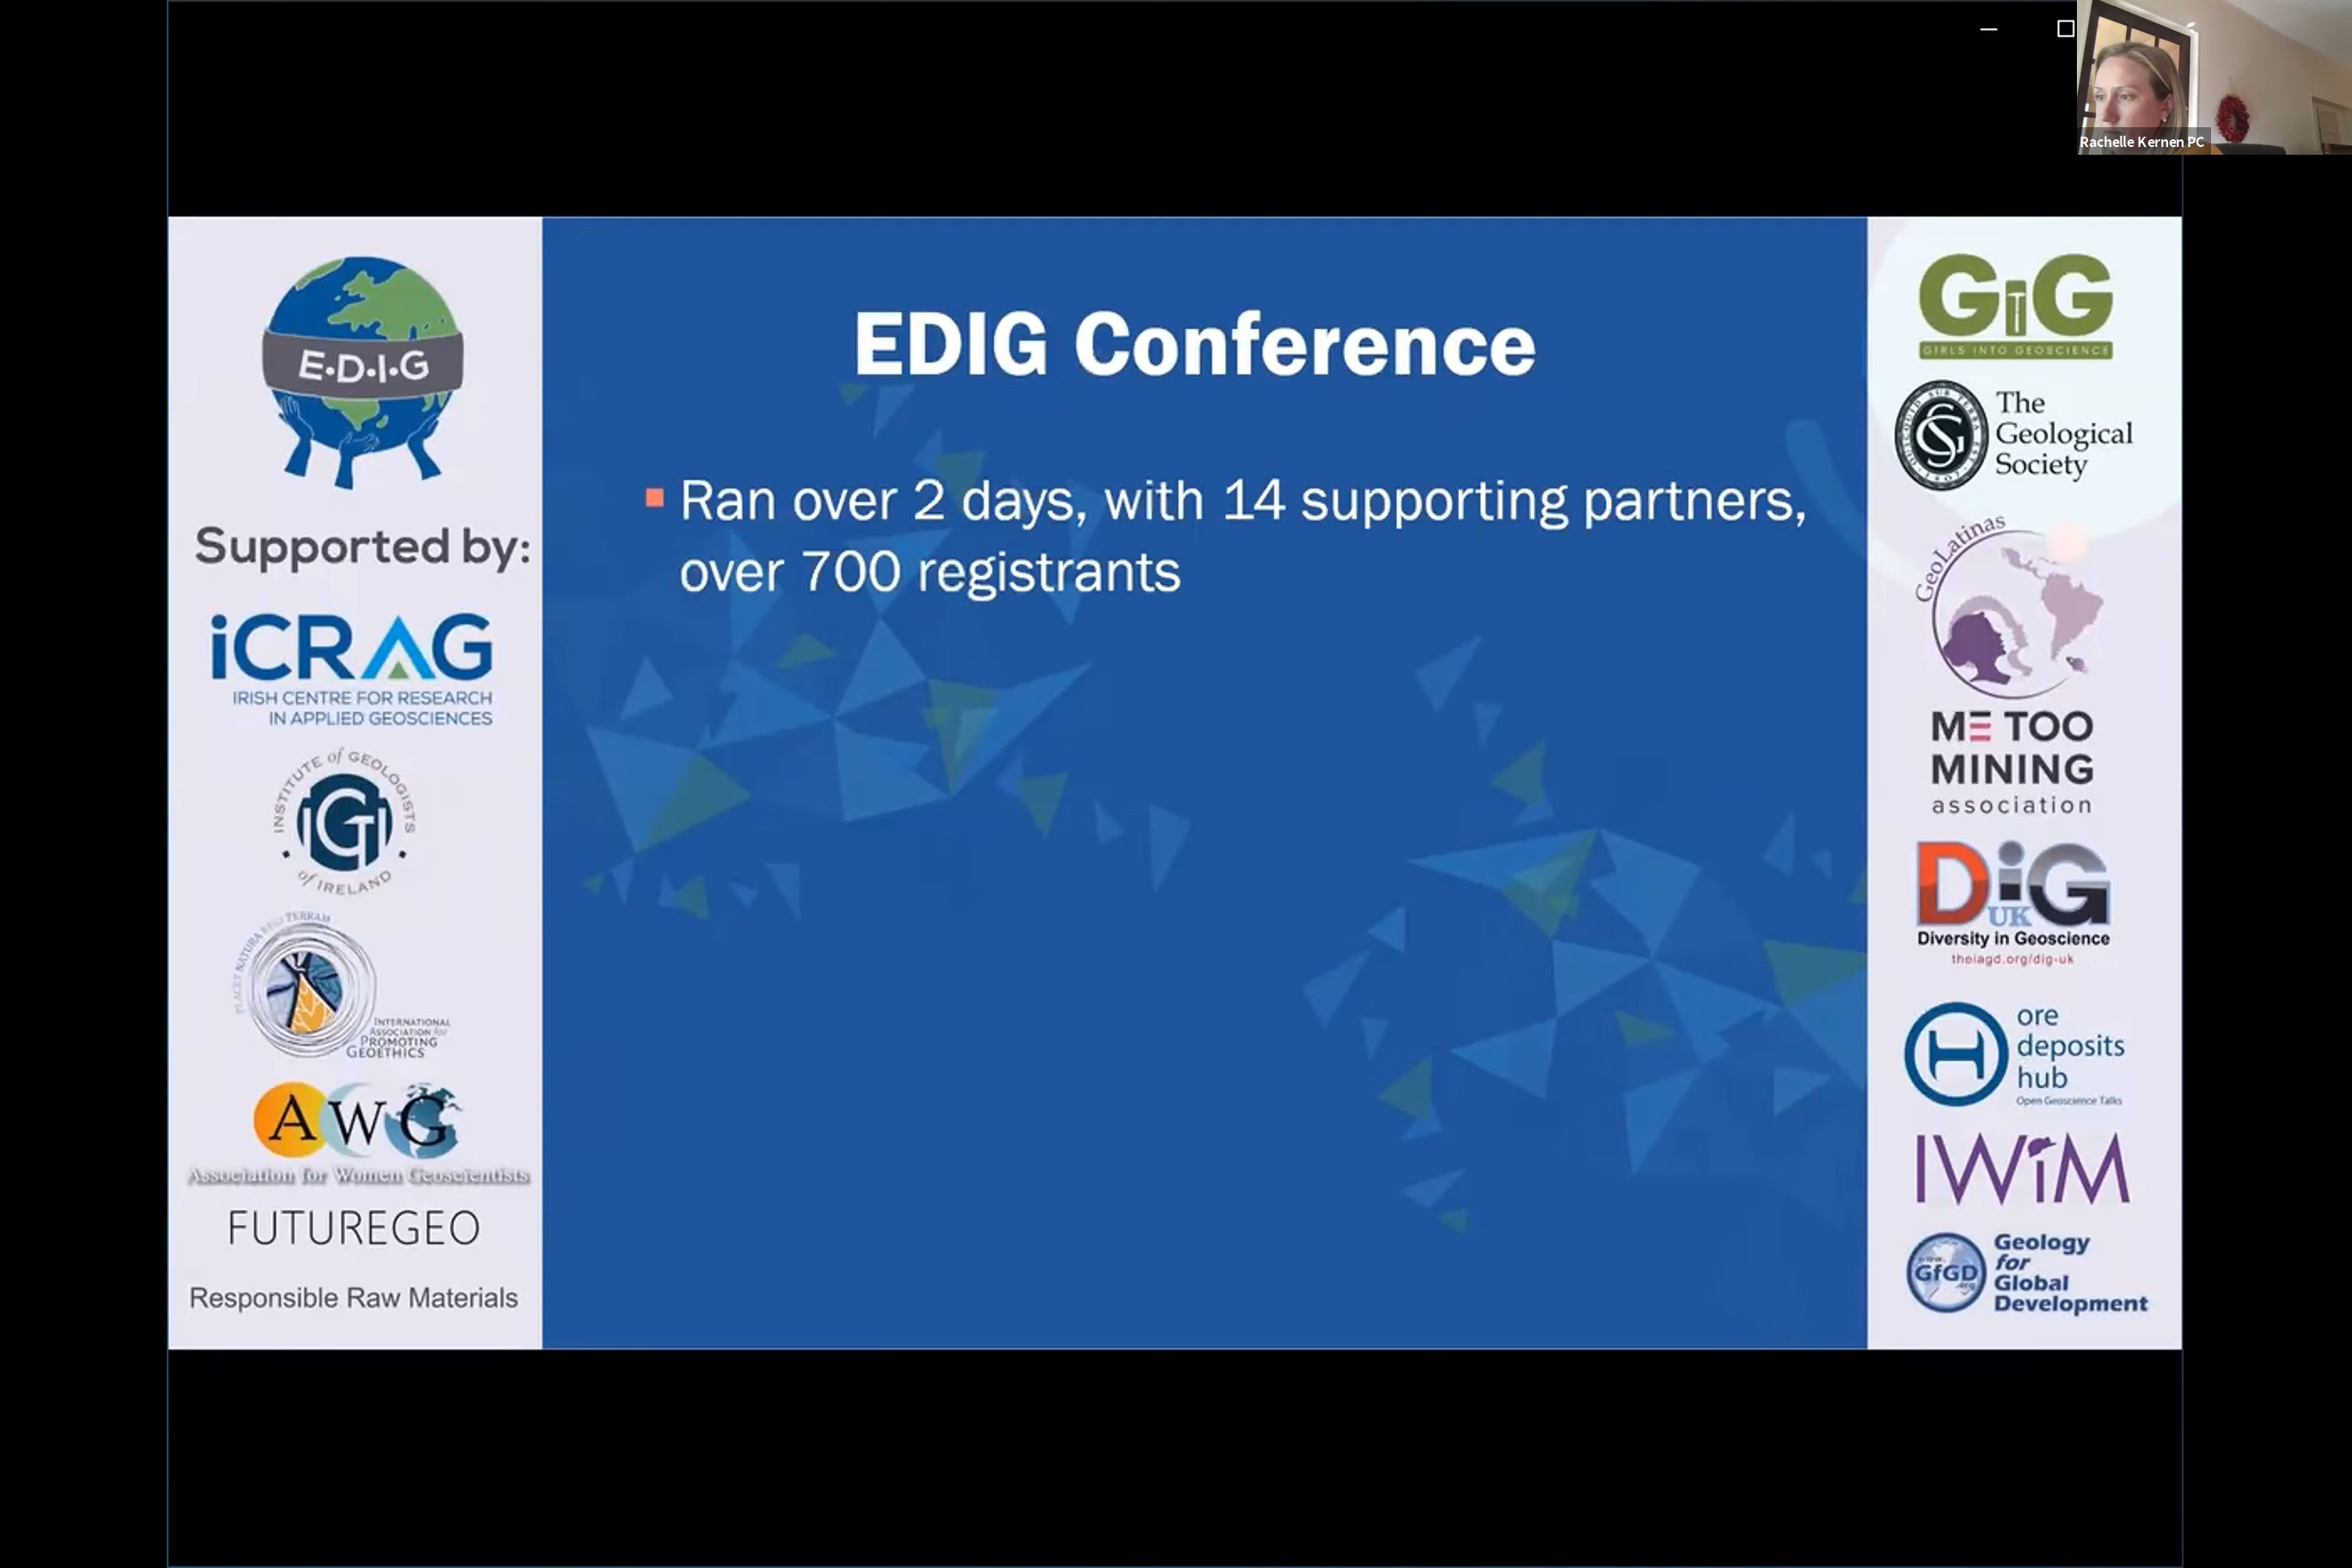 Rachelle Kernen PC
E.D.I.G
Supported by:
iCRAG
IRISH CENTRE FOR RESEARCH
IN APPLIED GEOSCIENCES
INSTITUTE of GEOLOGISTS
IGI
of IRELAND
TERRAM
INTERNATIONAL
ASSOCIATION for
PROMOTING
GEOETHICS
AWG
Association for Women Geoscientists
FUTUREGEO
Responsible Raw Materials
EDIG Conference
Ran over 2 days, with 14 supporting partners,
over 700 registrants
GiG
GIRLS INTO GEOSCIENCE
The
Geological
Society
GeoLatinas
ME TOO
MINING
association
DiG
UK
Diversity in Geoscience
theiagd.org/dig-uk
ore
deposits
hub
Open Geoscience Talks
IWiM
GfGD
.org
Geology
for
Global
Development